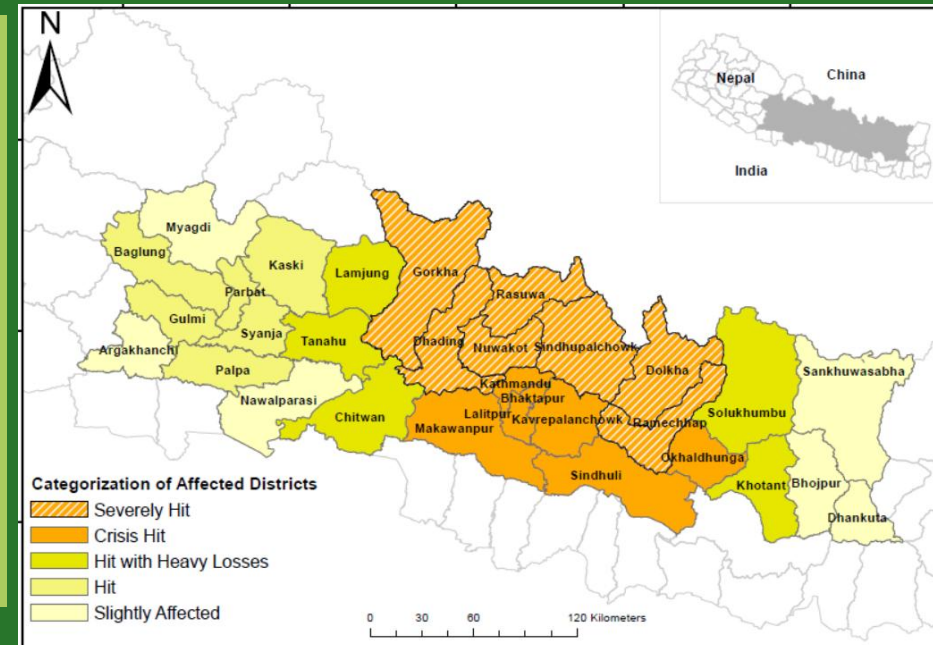 N
China
Nepal
India
Myagdi
Baglung
Kaski
Lamjung
Gorkha
Rasuwa
Parbat
Gulmi
Syanja
Tanahu
Dhading
Nuwakot
Sindhupalchowk
Dolkha
Argakhanchi
Palpa
Sankhuwasabha
Nawalparasi
Chitwan
Kathmandu
Bhaktapur
Lalitpur
Kavrepalanchowk
Makawanpur
Ramechhap
Solukhumbu
Okhaldhunga
Sindhuli
Khotant
Bhojpur
Dhankuta
Categorization of Affected Districts
Severely Hit
Crisis Hit
Hit with Heavy Losses
Hit
Slightly Affected
0 30 60 120 Kilometers